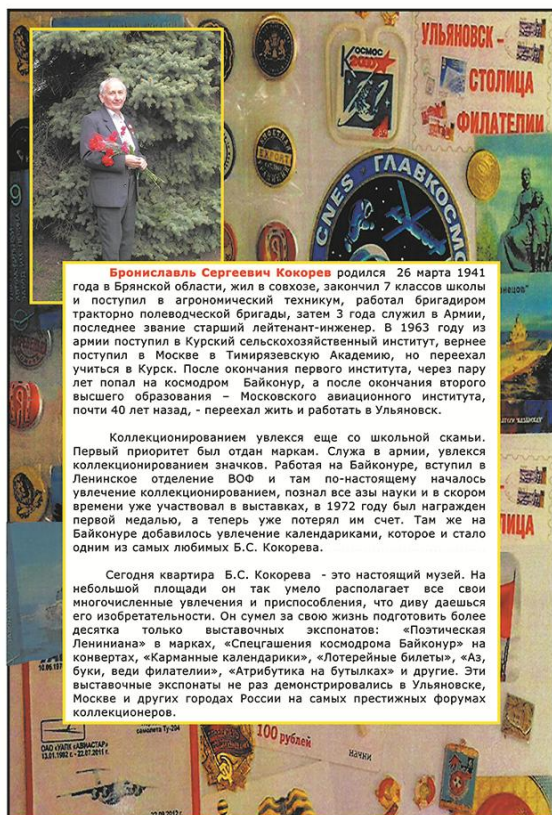 КОСМОС
УЛЬЯНОВСК -
СТОЛИЦА
ФИЛАТЕЛИИ
CNES - ГЛАВКОСМО
Брониславль Сергеевич Кокорев родился 26 марта 1941
года в Брянской области, жил в совхозе, закончил 7 классов школы
и поступил в агрономический техникум, работал бригадиром
тракторно полеводческой бригады, затем 3 года служил в Армии,
последнее звание старший лейтенант-инженер. В 1963 году из
армии поступил в Курский сельскохозяйственный институт, вернее
поступил в Москве в Тимирязевскую Академию, но переехал
учиться в Курск. После окончания первого института, через пару
лет попал на космодром Байконур, а после окончания второго
высшего образования – Московского авиационного института,
почти 40 лет назад, - переехал жить и работать в Ульяновск.
Коллекционированием увлекся еще со школьной скамьи.
Первый приоритет был отдан маркам. Служа в армии, увлекся
коллекционированием значков. Работая на Байконуре, вступил в
Ленинское отделение ВОФ и там по-настоящему началось
увлечение коллекционированием, познал все азы науки и в скором
времени уже участвовал в выставках, в 1972 году был награжден
первой медалью, а теперь уже потерял им счет. Там же на
Байконуре добавилось увлечение календариками, которое и стало
одним из самых любимых Б.С. Кокорева.
Сегодня квартира Б.С. Кокорева - это настоящий музей. На
небольшой площади он так умело располагает все свои
многочисленные увлечения и приспособления, что диву даешься
его изобретательности. Он сумел за свою жизнь подготовить более
десятка только выставочных экспонатов: «Поэтическая
Лениниана» в марках, «Спецгашения космодрома Байконур» на
конвертах, «Карманные календарики», «Лотерейные билеты», «Аз,
буки, веди филателии», «Атрибутика на бутылках» и другие. Эти
выставочные экспонаты не раз демонстрировались в Ульяновске,
Москве и других городах России на самых престижных форумах
коллекционеров.
ИЦА
самолета Ту-204
ОАО «УАПК «АВИАСТАР»
100 рублей